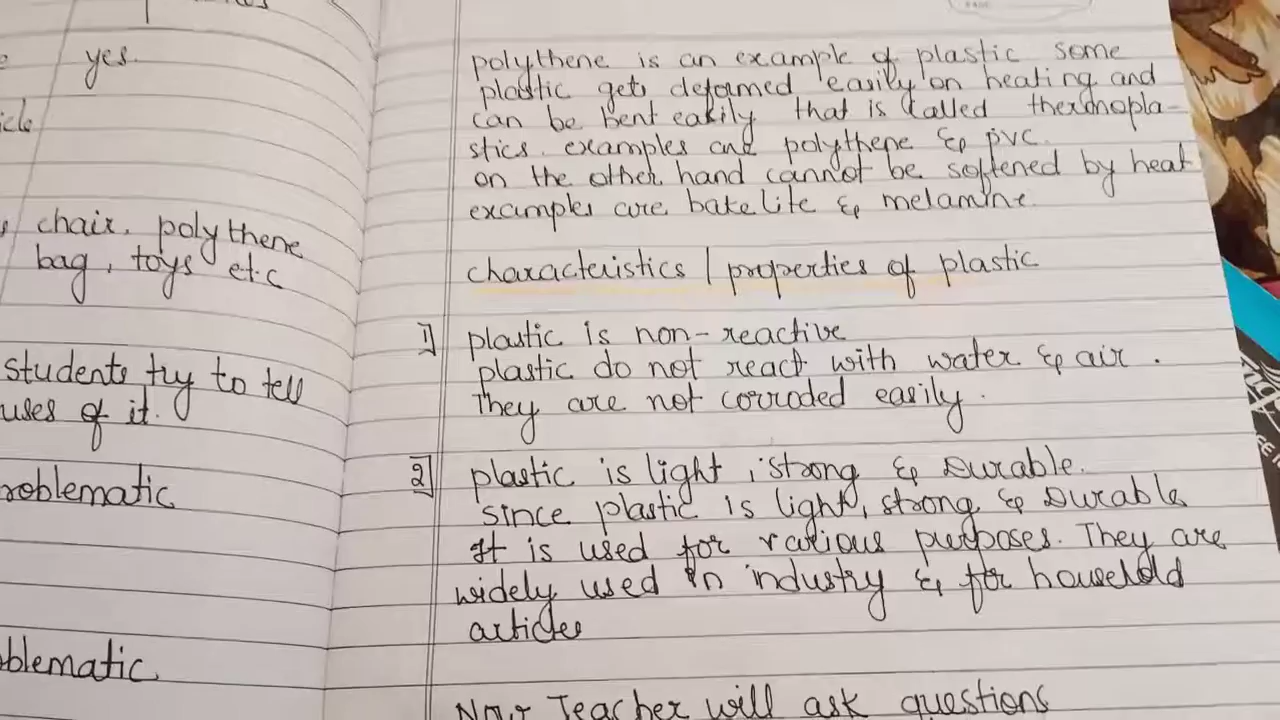 yes.
chair, polythene
bag, toys etc
students try to tell
uses of it.
polythene is an example of plastic some
plastic gets deformed easily on heating and
can be bent easily that is called thermopla-
stics. examples are polythene & pvc.
on the other hand cannot be softened by heat
examples are bakelite & melamine.
characteristics / properties of plastic
1) plastic is non-reactive
plastic do not react with water & air.
They are not corroded easily.
2) plastic is light, strong & Durable.
since plastic is light, strong & Durable
It is used for various purposes. They are
widely used in industry & for household
articles
Now Teacher will ask questions